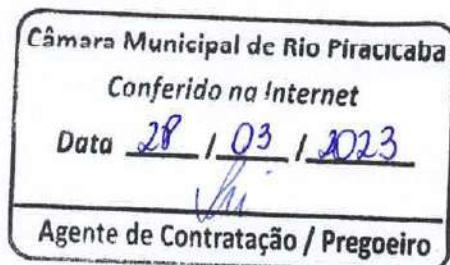 Câmara Municipal de Rio Piracicaba
Conferido na Internet
Data 28 / 03 / 2023
Agente de Contratação / Pregoeiro